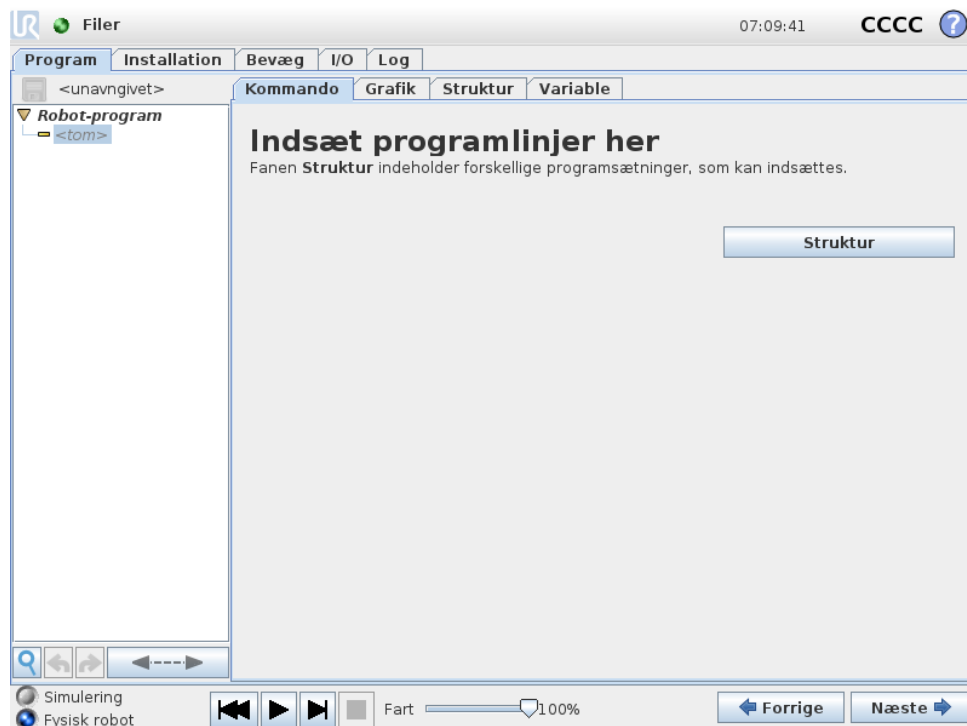 UR Filer 07:09:41 CCCC ?
Program Installation Bevæg I/O Log
<unavngivet> Kommando Grafik Struktur Variable
Robot-program
<tom>
Indsæt programlinjer her
Fanen Struktur indeholder forskellige programsætninger, som kan indsættes.
Struktur
Simulering
Fysisk robot
Fart 100% Forrige Næste